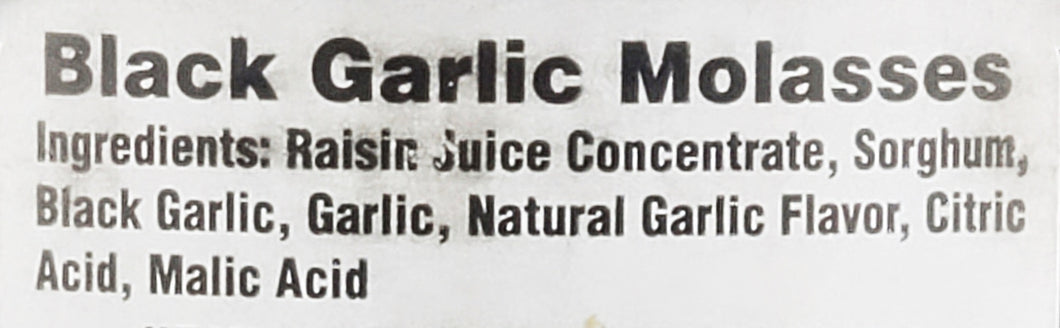 Black Garlic Molasses
Ingredients: Raisin Juice Concentrate, Sorghum,
Black Garlic, Garlic, Natural Garlic Flavor, Citric
Acid, Malic Acid